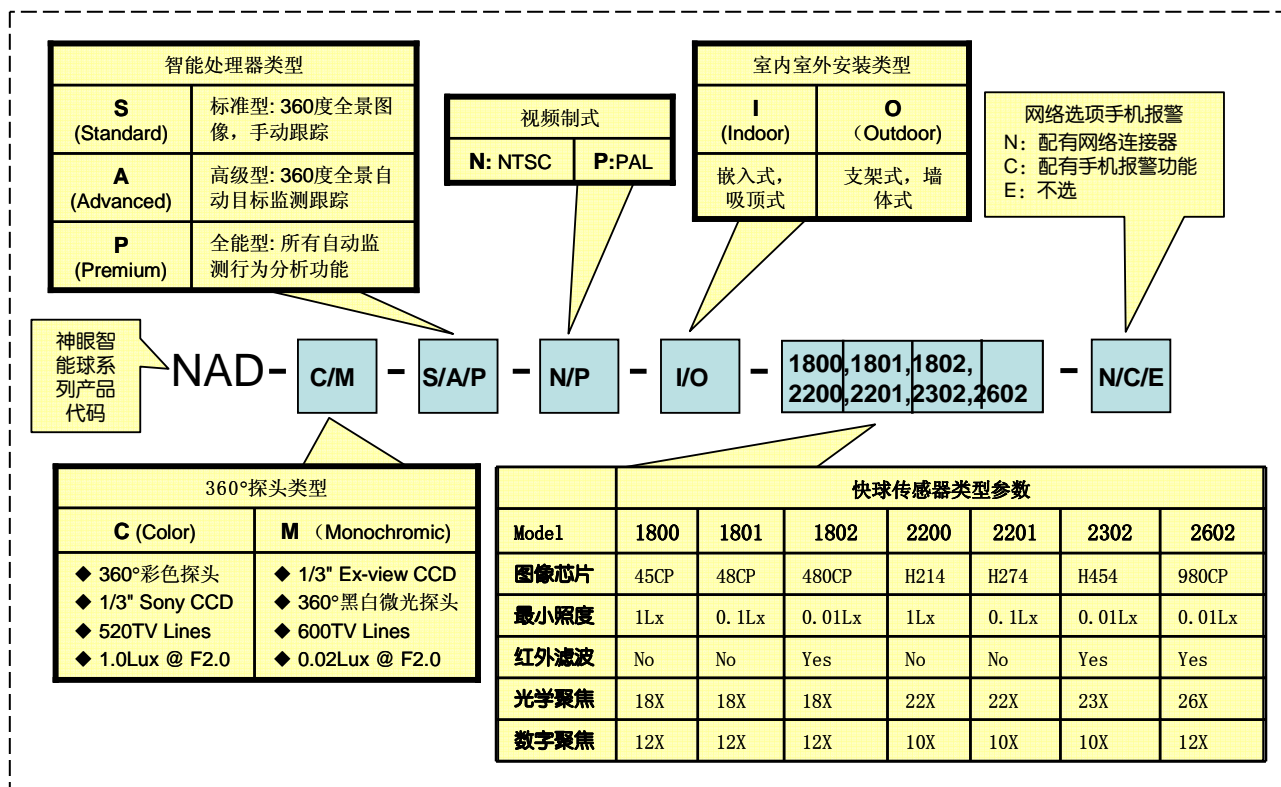 智能处理器类型
S
(Standard)
标准型: 360度全景图
像，手动跟踪
A
(Advanced)
高级型: 360度全景自
动目标监测跟踪
P
(Premium)
全能型: 所有自动监
测行为分析功能
视频制式
N: NTSC
P:PAL
室内室外安装类型
I
(Indoor)
O
（Outdoor)
嵌入式，
吸顶式
支架式，墙
体式
网络选项手机报警
N：配有网络连接器
C：配有手机报警功能
E：不选
神眼智
能球系
列产品
代码
NAD- C/M - S/A/P - N/P - I/O - 1800,1801,1802,
2200,2201,2302,2602 - N/C/E
360°探头类型
C (Color)
M （Monochromic)
◆ 360°彩色探头
◆ 1/3" Sony CCD
◆ 520TV Lines
◆ 1.0Lux @ F2.0
◆ 1/3" Ex-view CCD
◆ 360°黑白微光探头
◆ 600TV Lines
◆ 0.02Lux @ F2.0
快球传感器类型参数
Model 1800 1801 1802 2200 2201 2302 2602
图像芯片 45CP 48CP 480CP H214 H274 H454 980CP
最小照度 1Lx 0.1Lx 0.01Lx 1Lx 0.1Lx 0.01Lx 0.01Lx
红外滤波 No No Yes No No Yes Yes
光学聚焦 18X 18X 18X 22X 22X 23X 26X
数字聚焦 12X 12X 12X 10X 10X 10X 12X